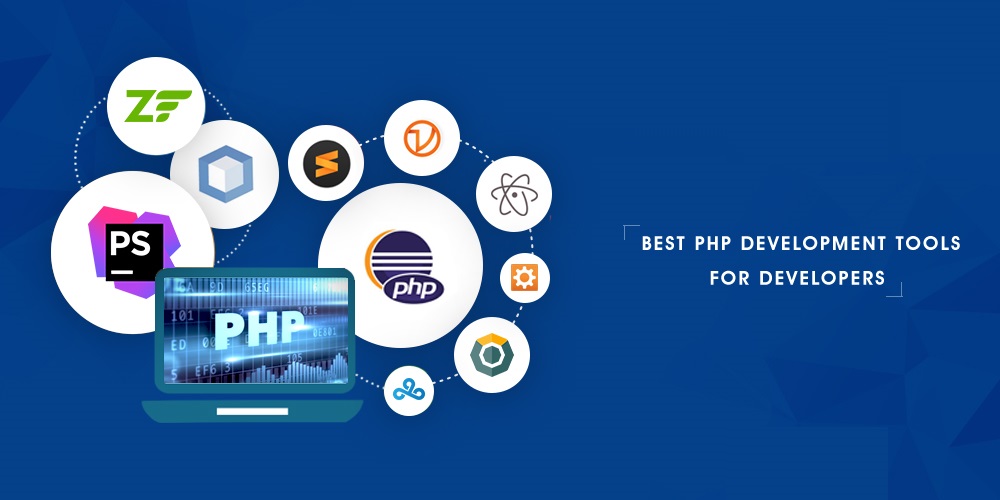 ZF
PS
php
PHP
BEST PHP DEVELOPMENT TOOLS
FOR DEVELOPERS